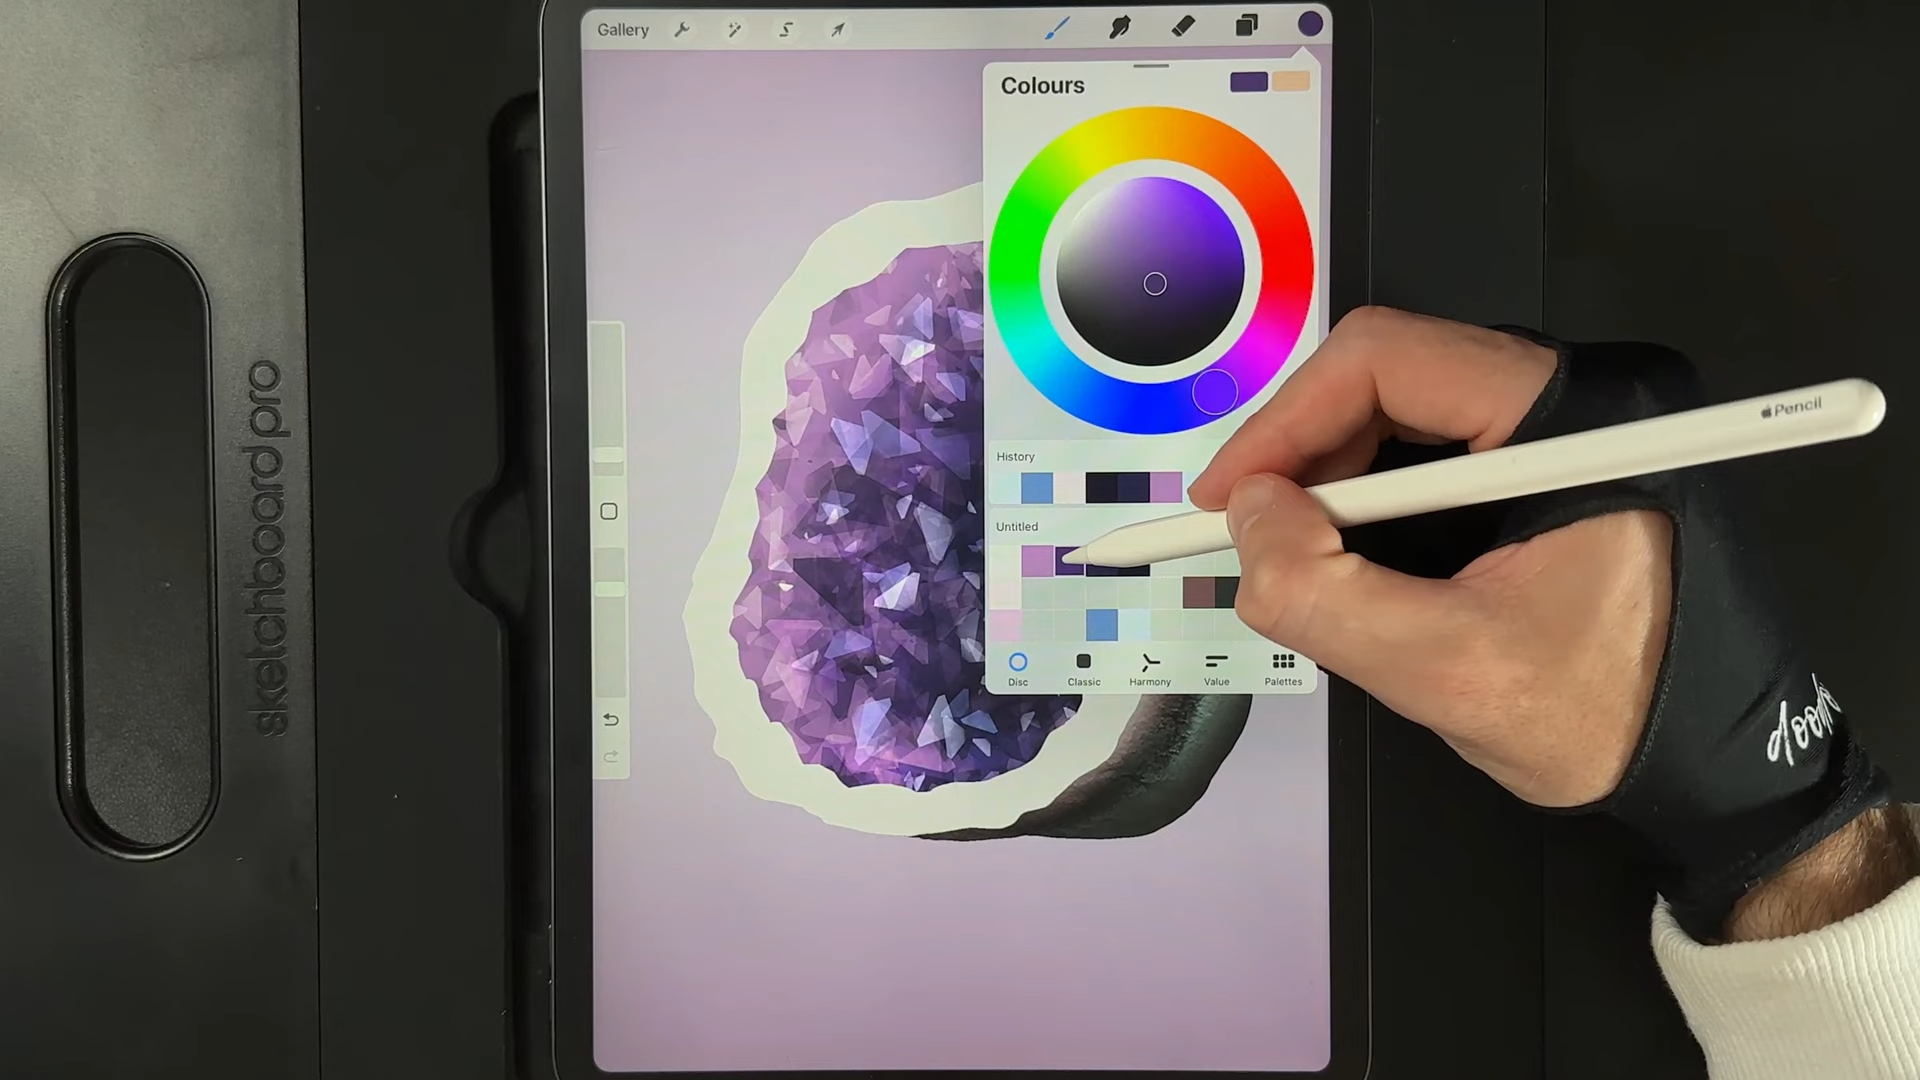 Gallery
Colours
History
Untitled
Disc
Classic
Harmony
Value
Palettes
sketchboard pro
Pencil